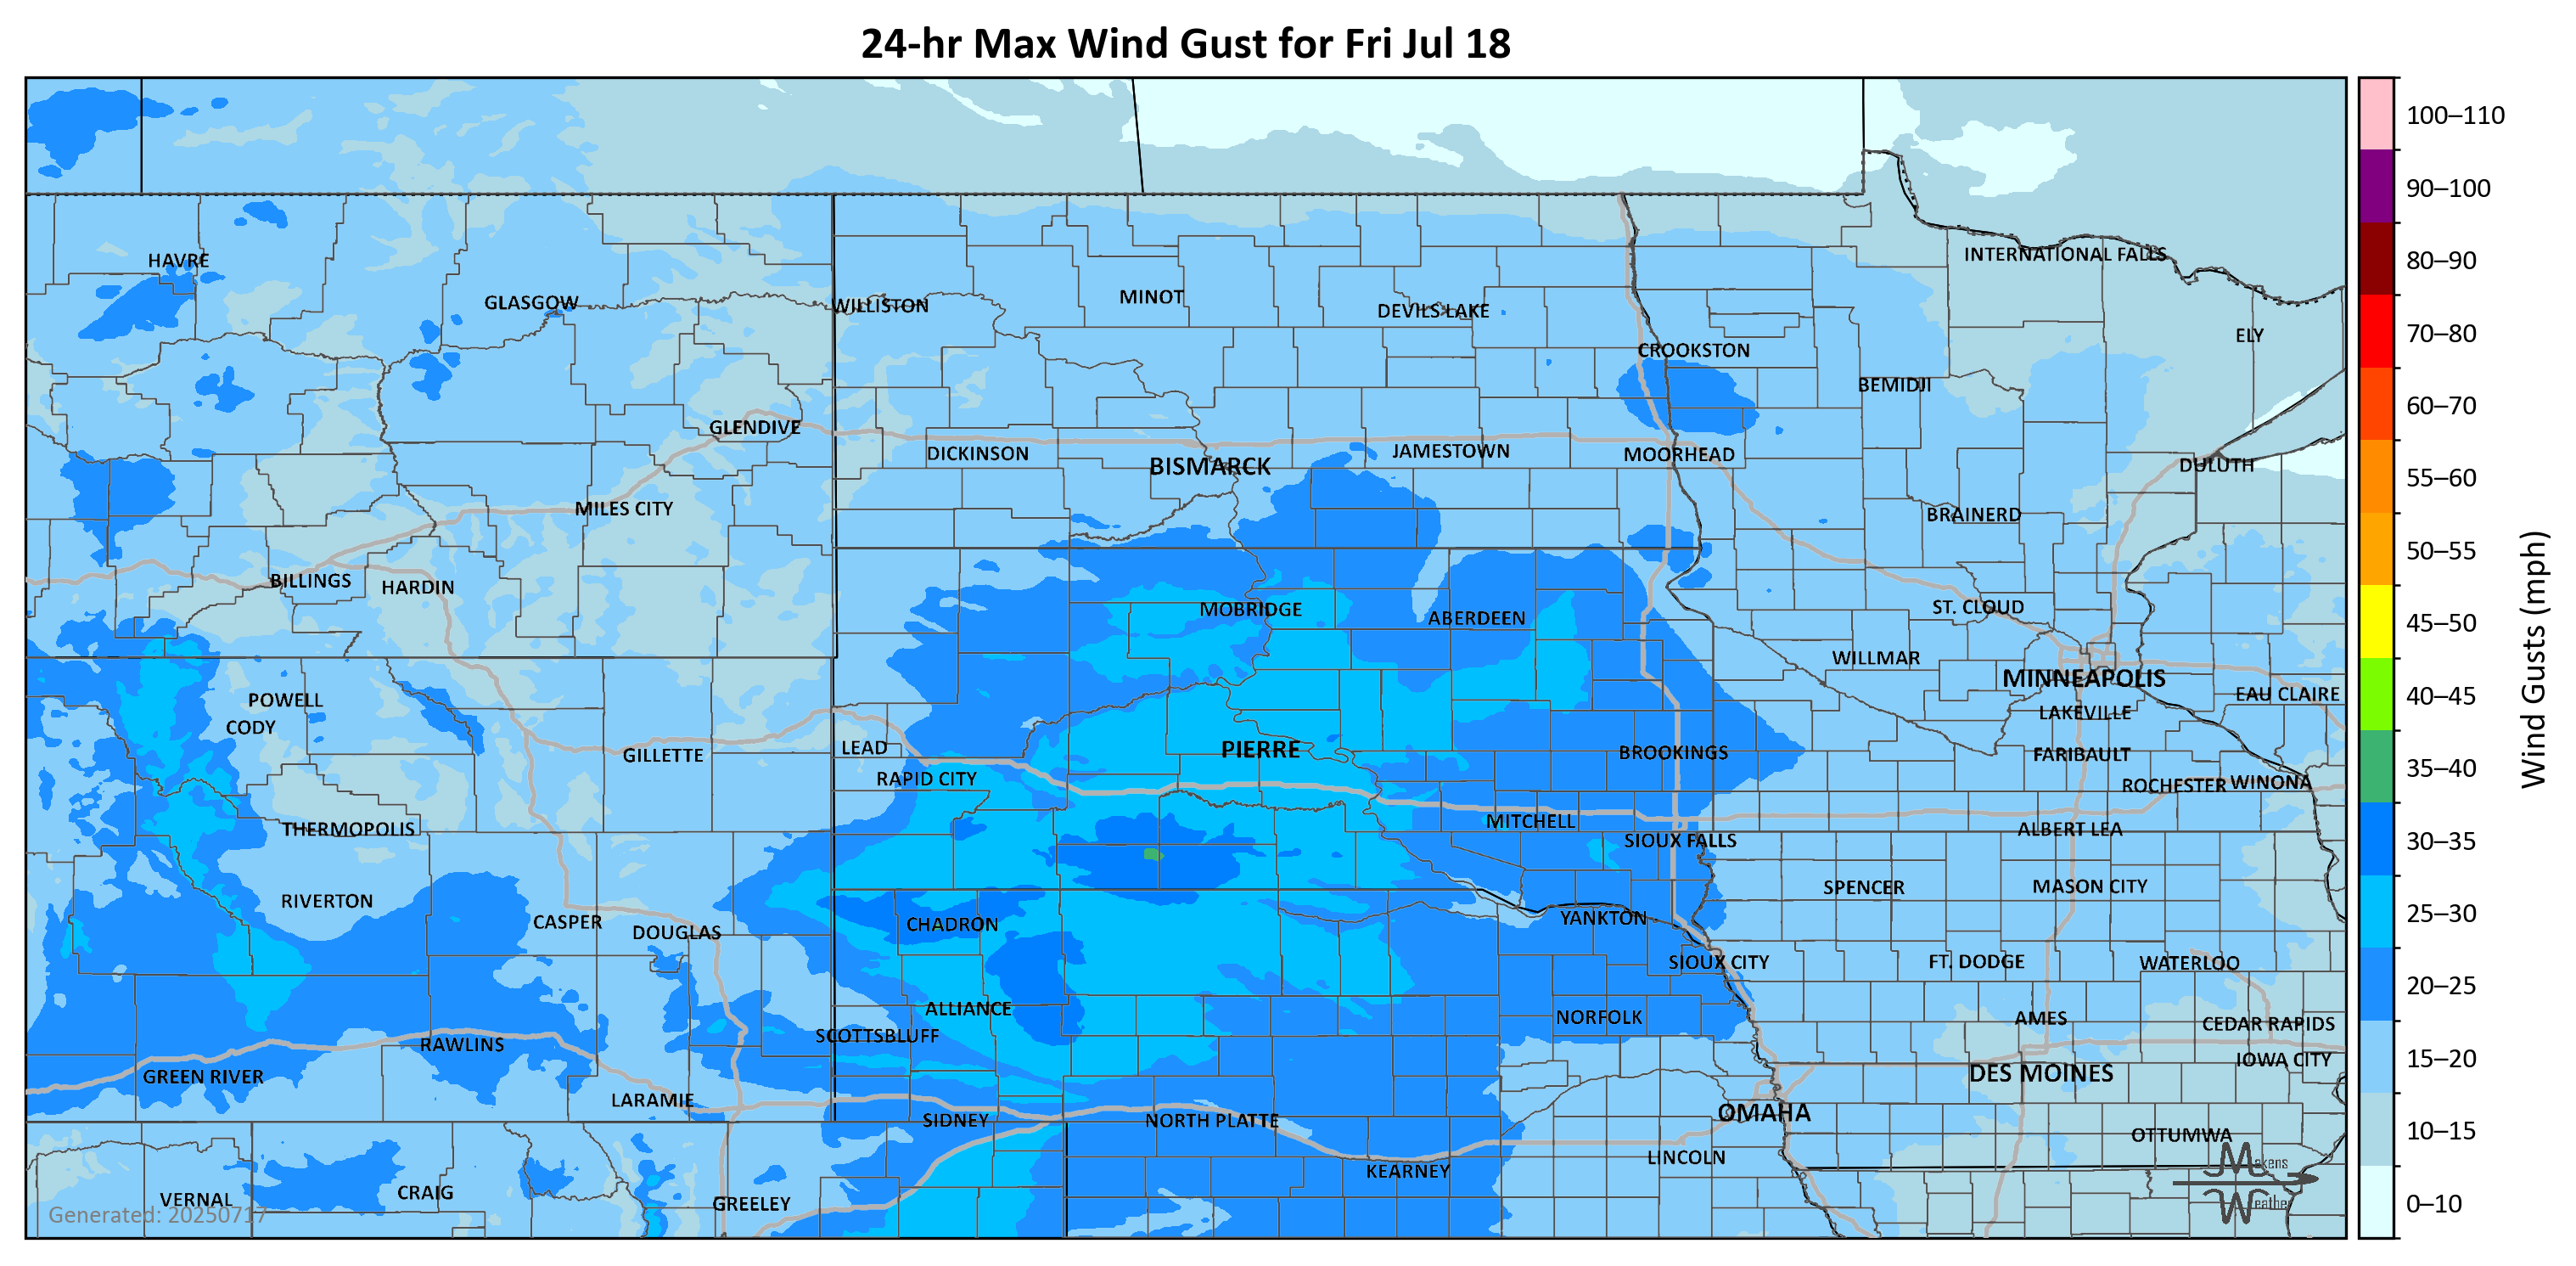 24-hr Max Wind Gust for Fri Jul 18
100–110
90–100
80–90
70–80
60–70
55–60
50–55
45–50
40–45
35–40
30–35
25–30
20–25
15–20
10–15
0–10
Wind Gusts (mph)
HAVRE
INTERNATIONAL FALLS
GLASGOW
WILLISTON
MINOT
DEVILS LAKE
ELY
CROOKSTON
BEMIDJI
GLENDIVE
DICKINSON
BISMARCK
JAMESTOWN
MOORHEAD
DULUTH
MILES CITY
BRAINERD
BILLINGS
HARDIN
MOBRIDGE
ABERDEEN
ST. CLOUD
WILLMAR
MINNEAPOLIS
EAU CLAIRE
POWELL
CODY
LAKEVILLE
GILLETTE
LEAD
PIERRE
BROOKINGS
FARIBAULT
RAPID CITY
ROCHESTER
WINONA
THERMOPOLIS
MITCHELL
SIOUX FALLS
ALBERT LEA
RIVERTON
SPENCER
MASON CITY
CASPER
DOUGLAS
CHADRON
YANKTON
SIOUX CITY
FT. DODGE
WATERLOO
ALLIANCE
NORFOLK
AMES
CEDAR RAPIDS
RAWLINS
SCOTTSBLUFF
IOWA CITY
GREEN RIVER
DES MOINES
LARAMIE
SIDNEY
NORTH PLATTE
OMAHA
OTTUMWA
KEARNEY
LINCOLN
VERNAL
CRAIG
GREELEY
Makens
Weather
Generated: 20250717